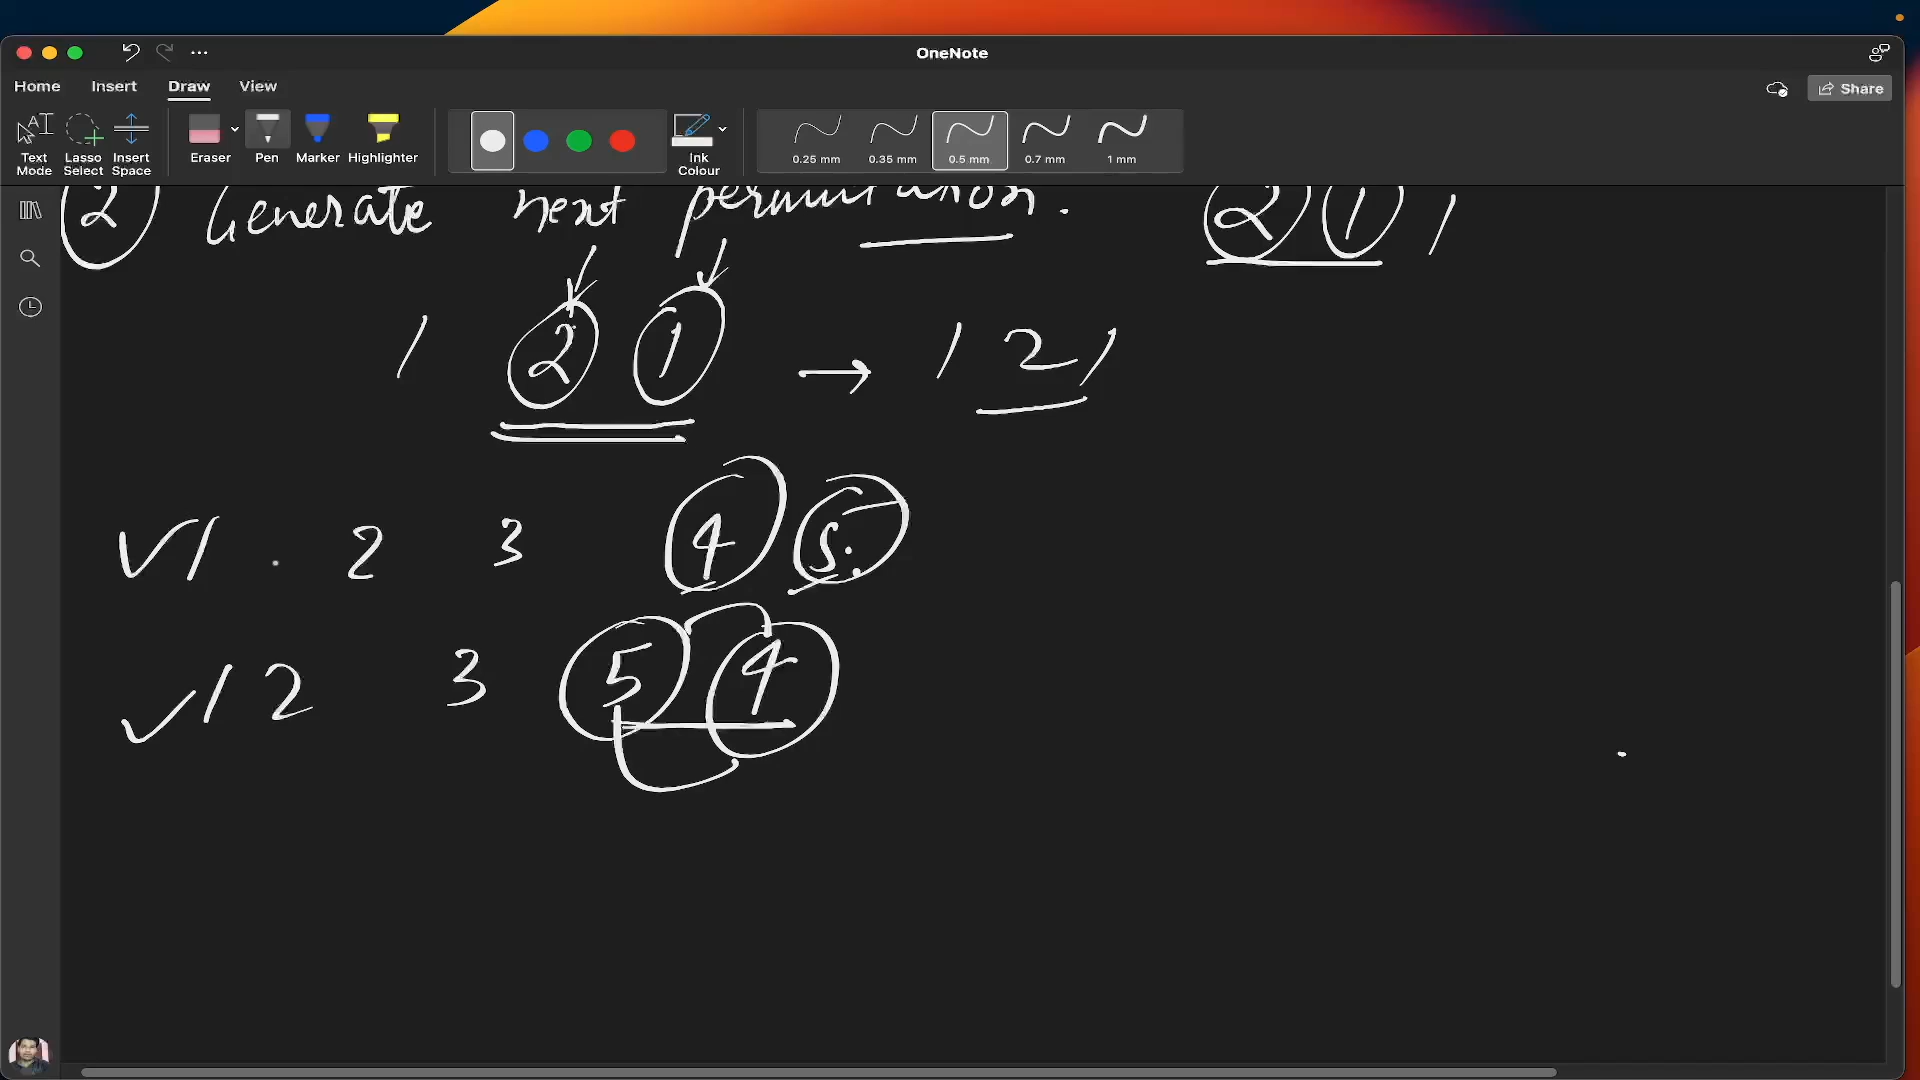 OneNote
Home Insert Draw View
Share
Text Mode
Lasso Select
Insert Space
Eraser
Pen
Marker
Highlighter
Ink Colour
0.25 mm
0.35 mm
0.5 mm
0.7 mm
1 mm
2 Generate next permutation. 2 1 1
1 2 1 → 1 2 1
✓1 2 3 4 5
✓1 2 3 5 4